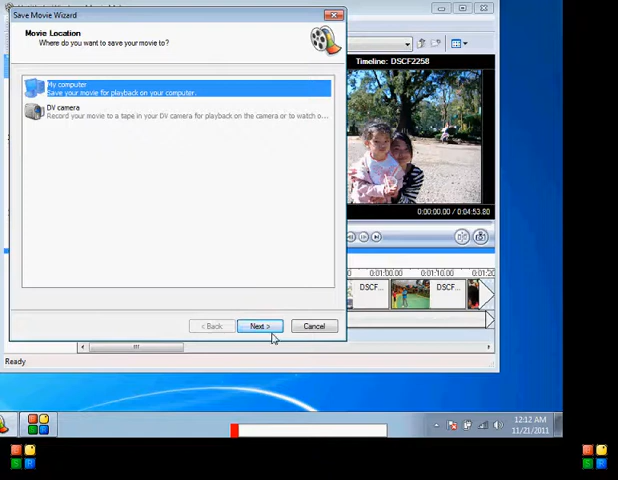 Save Movie Wizard
Movie Location
Where do you want to save your movie to?
My computer
Save your movie for playback on your computer.
DV camera
Record your movie to a tape in your DV camera for playback on the camera or to watch o...
< Back
Next >
Cancel
Timeline: DSCF2258
0:00:00.00 / 0:04:53.80
0:01:00.00
0:01:10.00
0:01:20
DSCF...
DSCF...
Ready
12:12 AM
11/21/2011